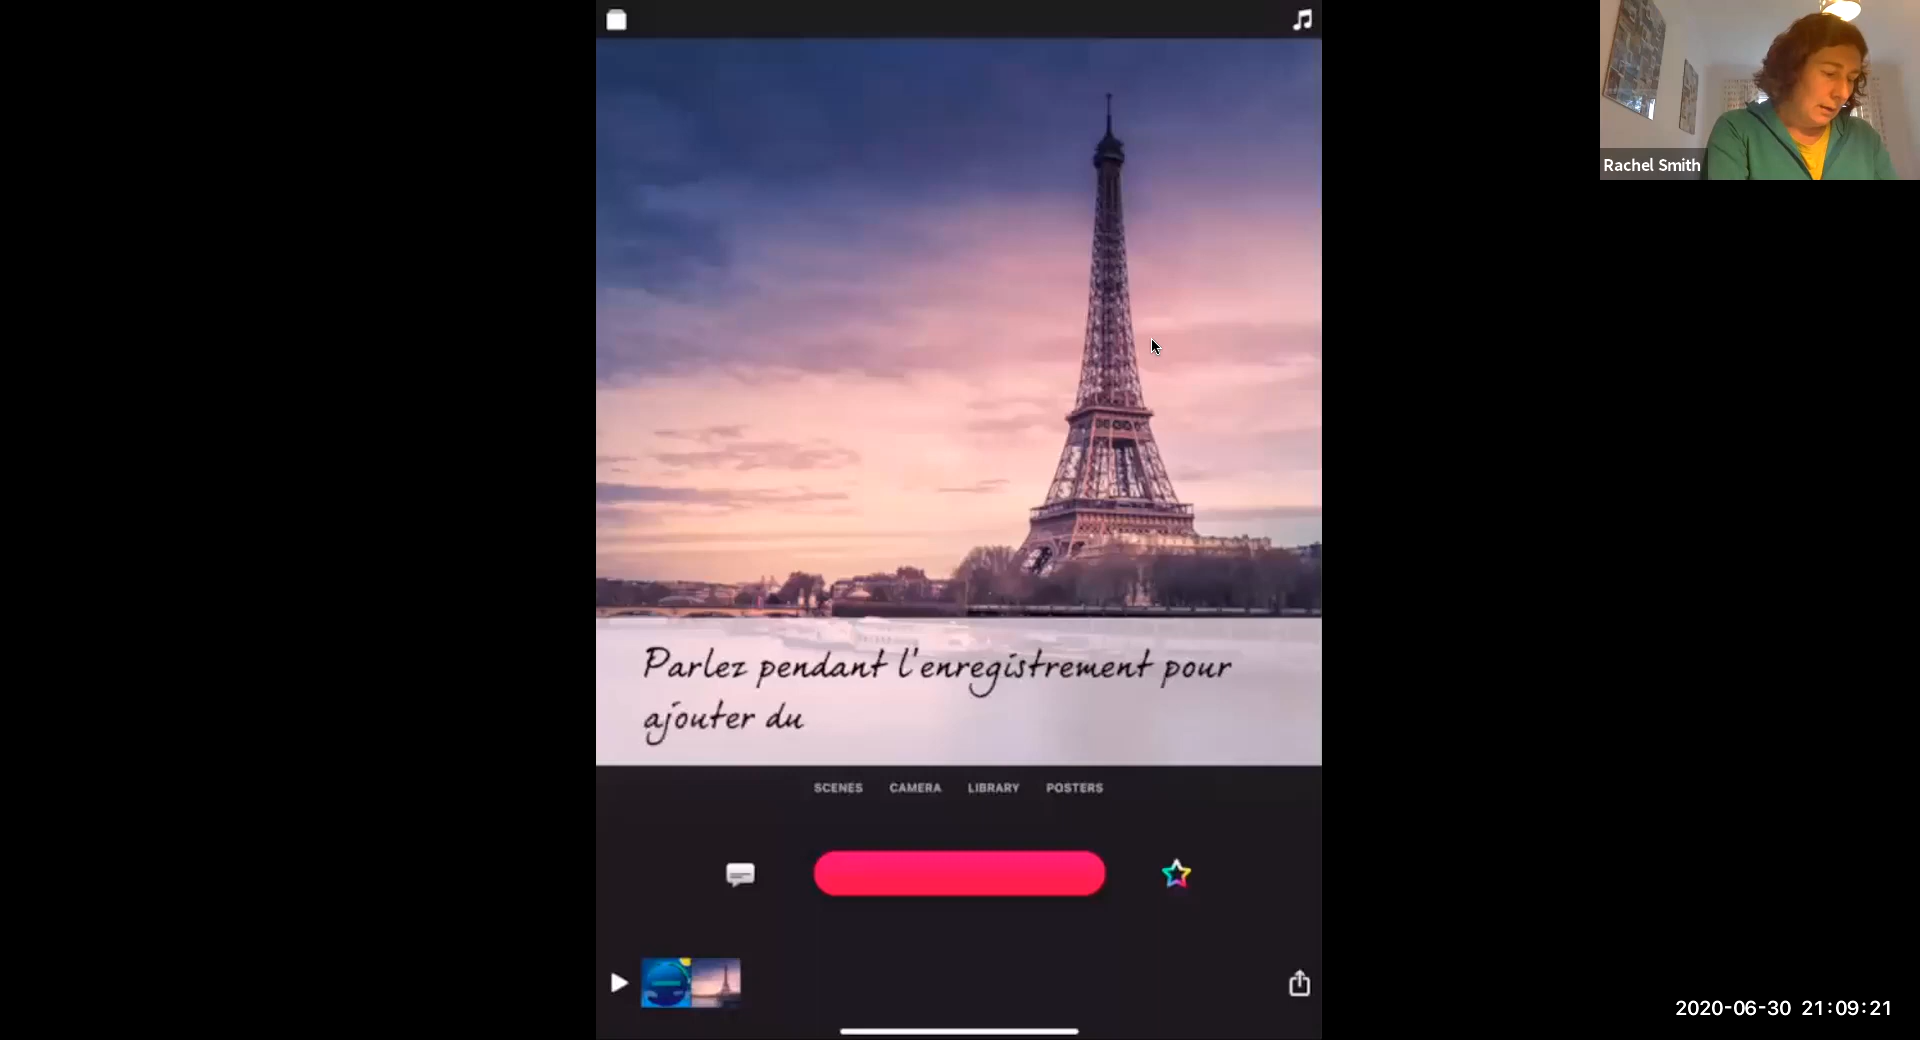 Rachel Smith
Parlez pendant l'enregistrement pour
ajouter du
SCENES CAMERA LIBRARY POSTERS
2020-06-30 21:09:21